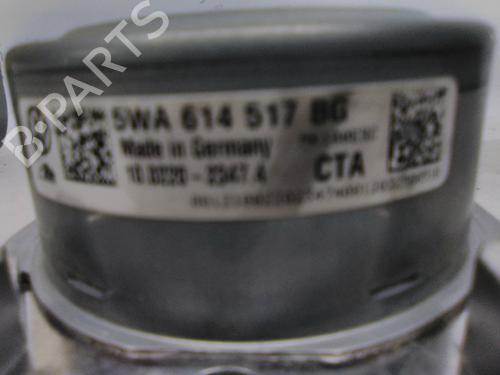 B-PARTS
5WA 614 517 BG
Made in Germany
10.0220-2347.4
CTA